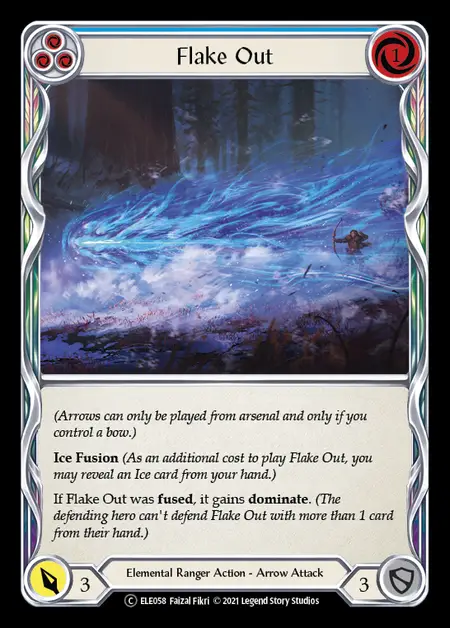 Flake Out
1
(Arrows can only be played from arsenal and only if you
control a bow.)
Ice Fusion (As an additional cost to play Flake Out, you
may reveal an Ice card from your hand.)
If Flake Out was fused, it gains dominate. (The
defending hero can't defend Flake Out with more than 1 card
from their hand.)
3
Elemental Ranger Action - Arrow Attack
3
C ELE058 Faizal Fikri © 2021 Legend Story Studios